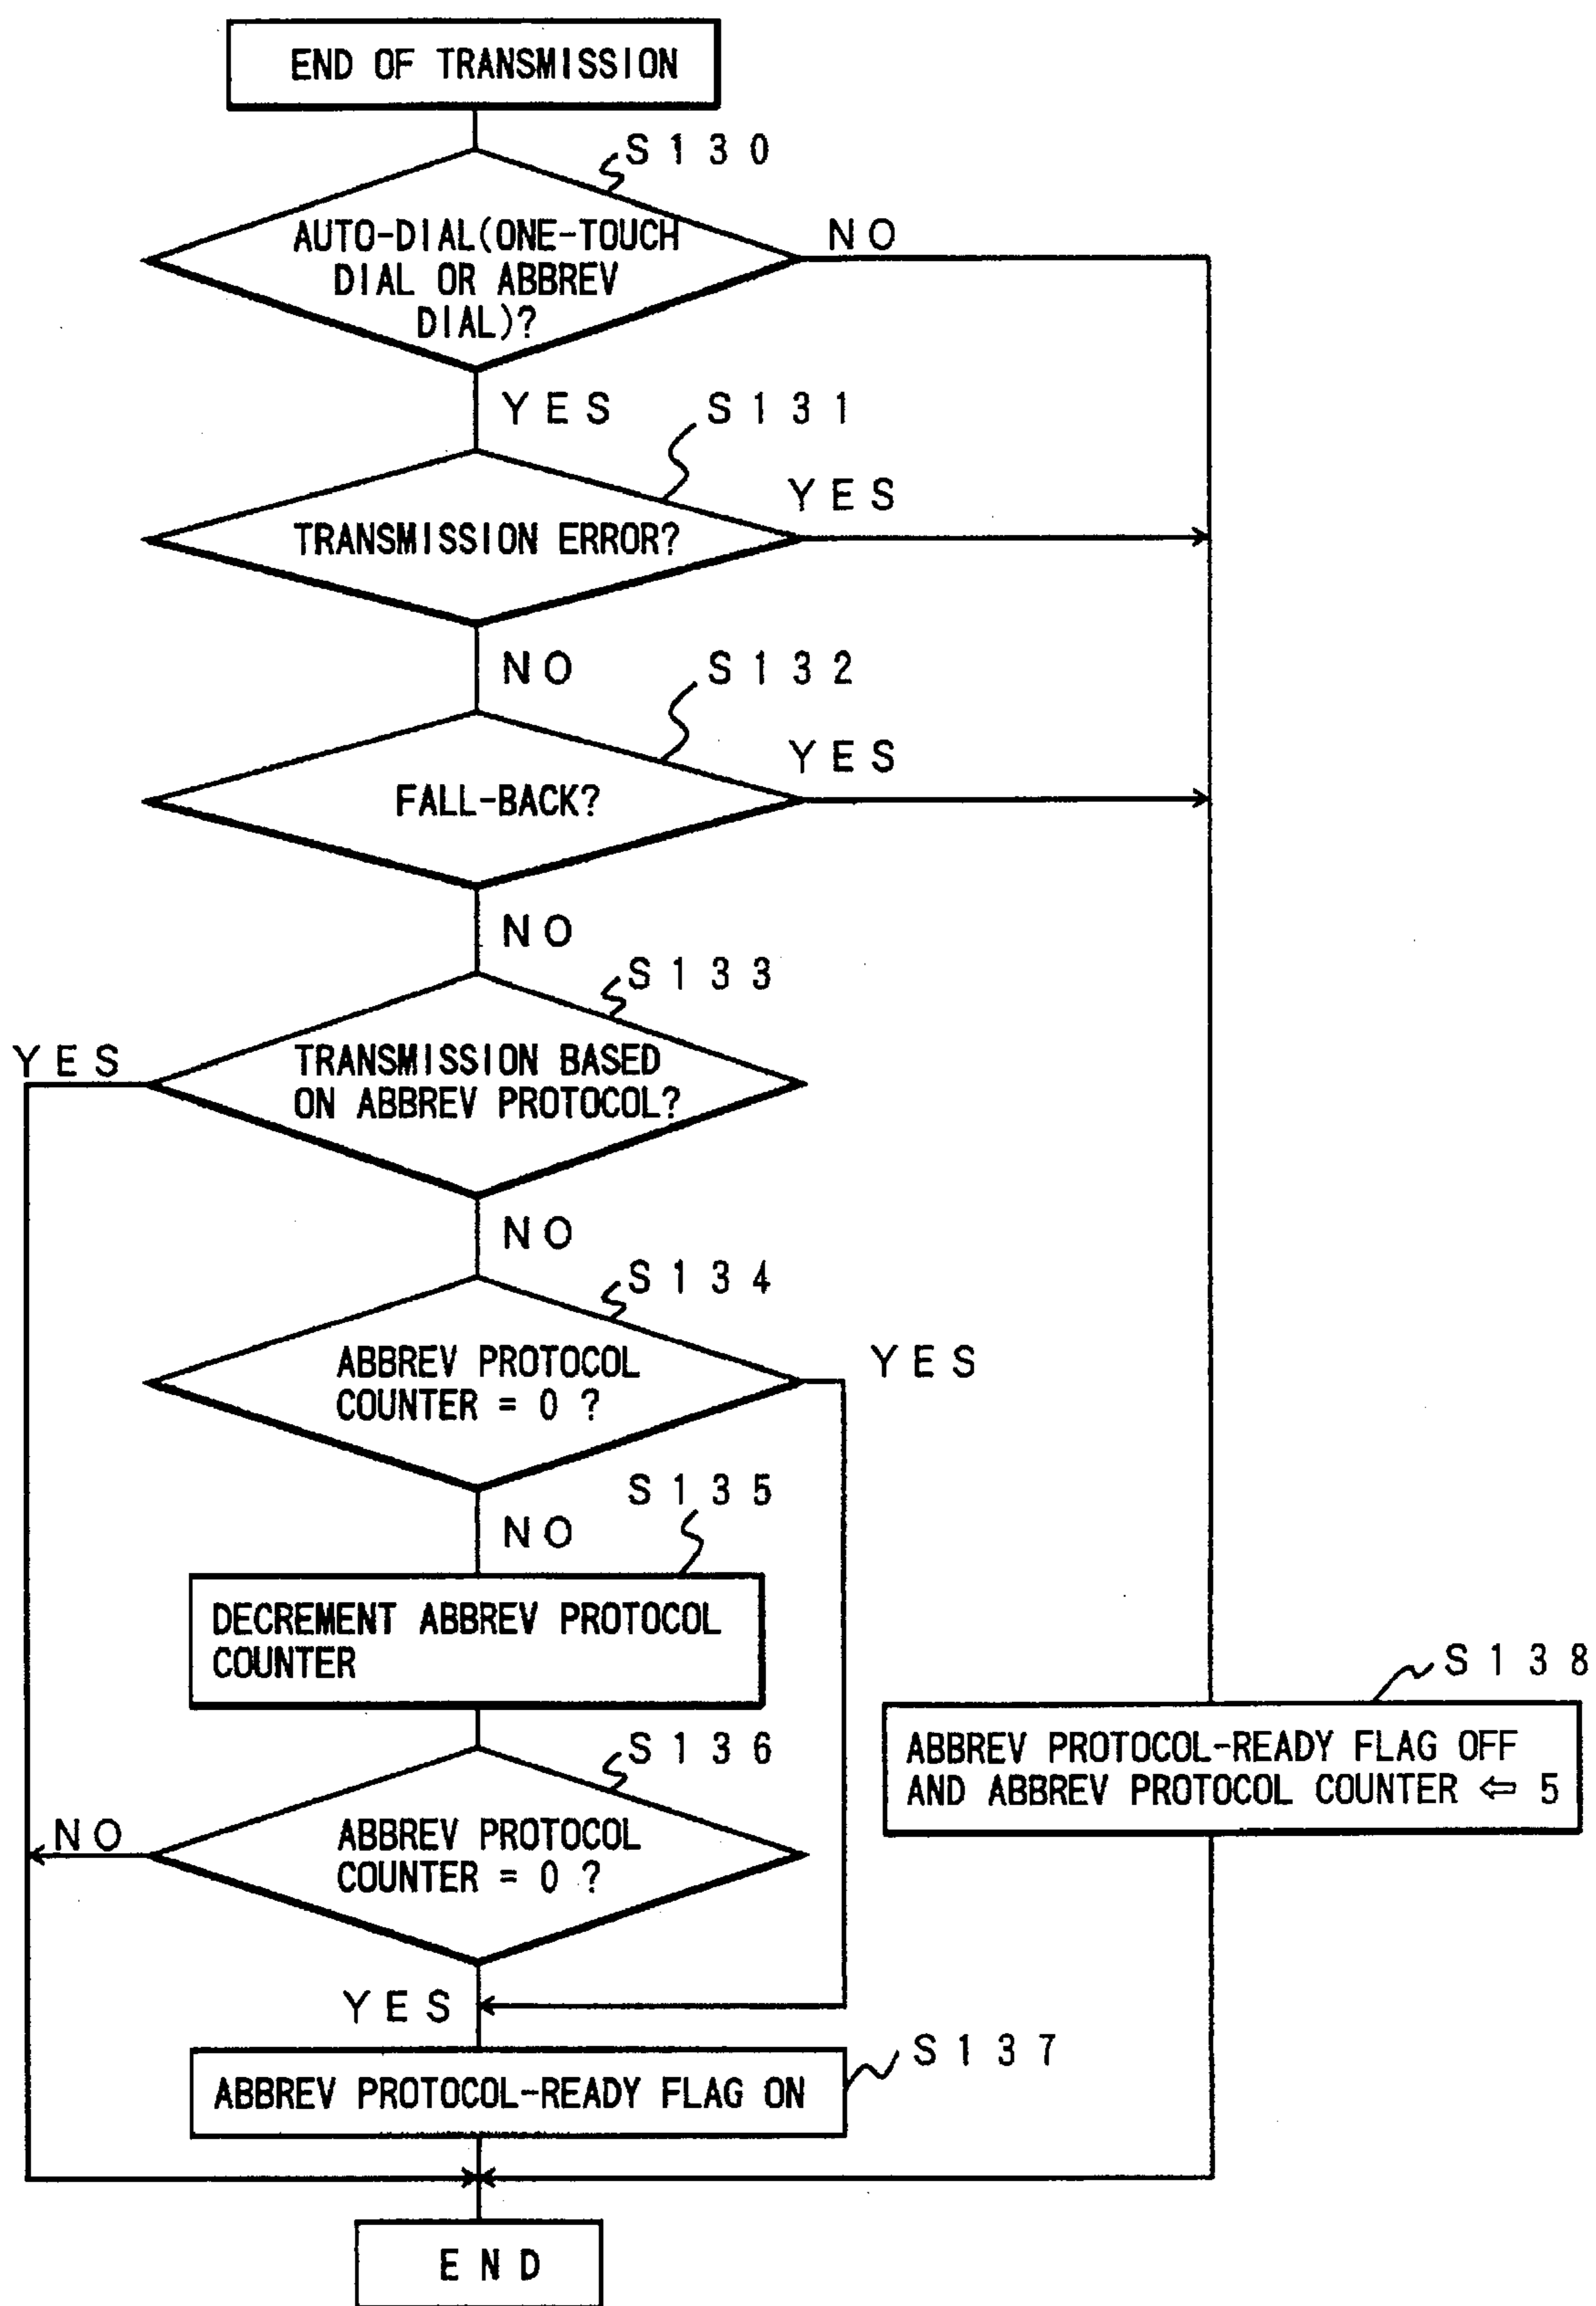 END OF TRANSMISSION
S130
AUTO-DIAL(ONE-TOUCH
DIAL OR ABBREV
DIAL)?
NO
YES
S131
TRANSMISSION ERROR?
YES
NO
S132
FALL-BACK?
YES
NO
S133
TRANSMISSION BASED
ON ABBREV PROTOCOL?
YES
NO
S134
ABBREV PROTOCOL
COUNTER = 0 ?
YES
NO
S135
DECREMENT ABBREV PROTOCOL
COUNTER
S136
ABBREV PROTOCOL
COUNTER = 0 ?
NO
YES
S137
ABBREV PROTOCOL-READY FLAG ON
S138
ABBREV PROTOCOL-READY FLAG OFF
AND ABBREV PROTOCOL COUNTER ⇐ 5
END